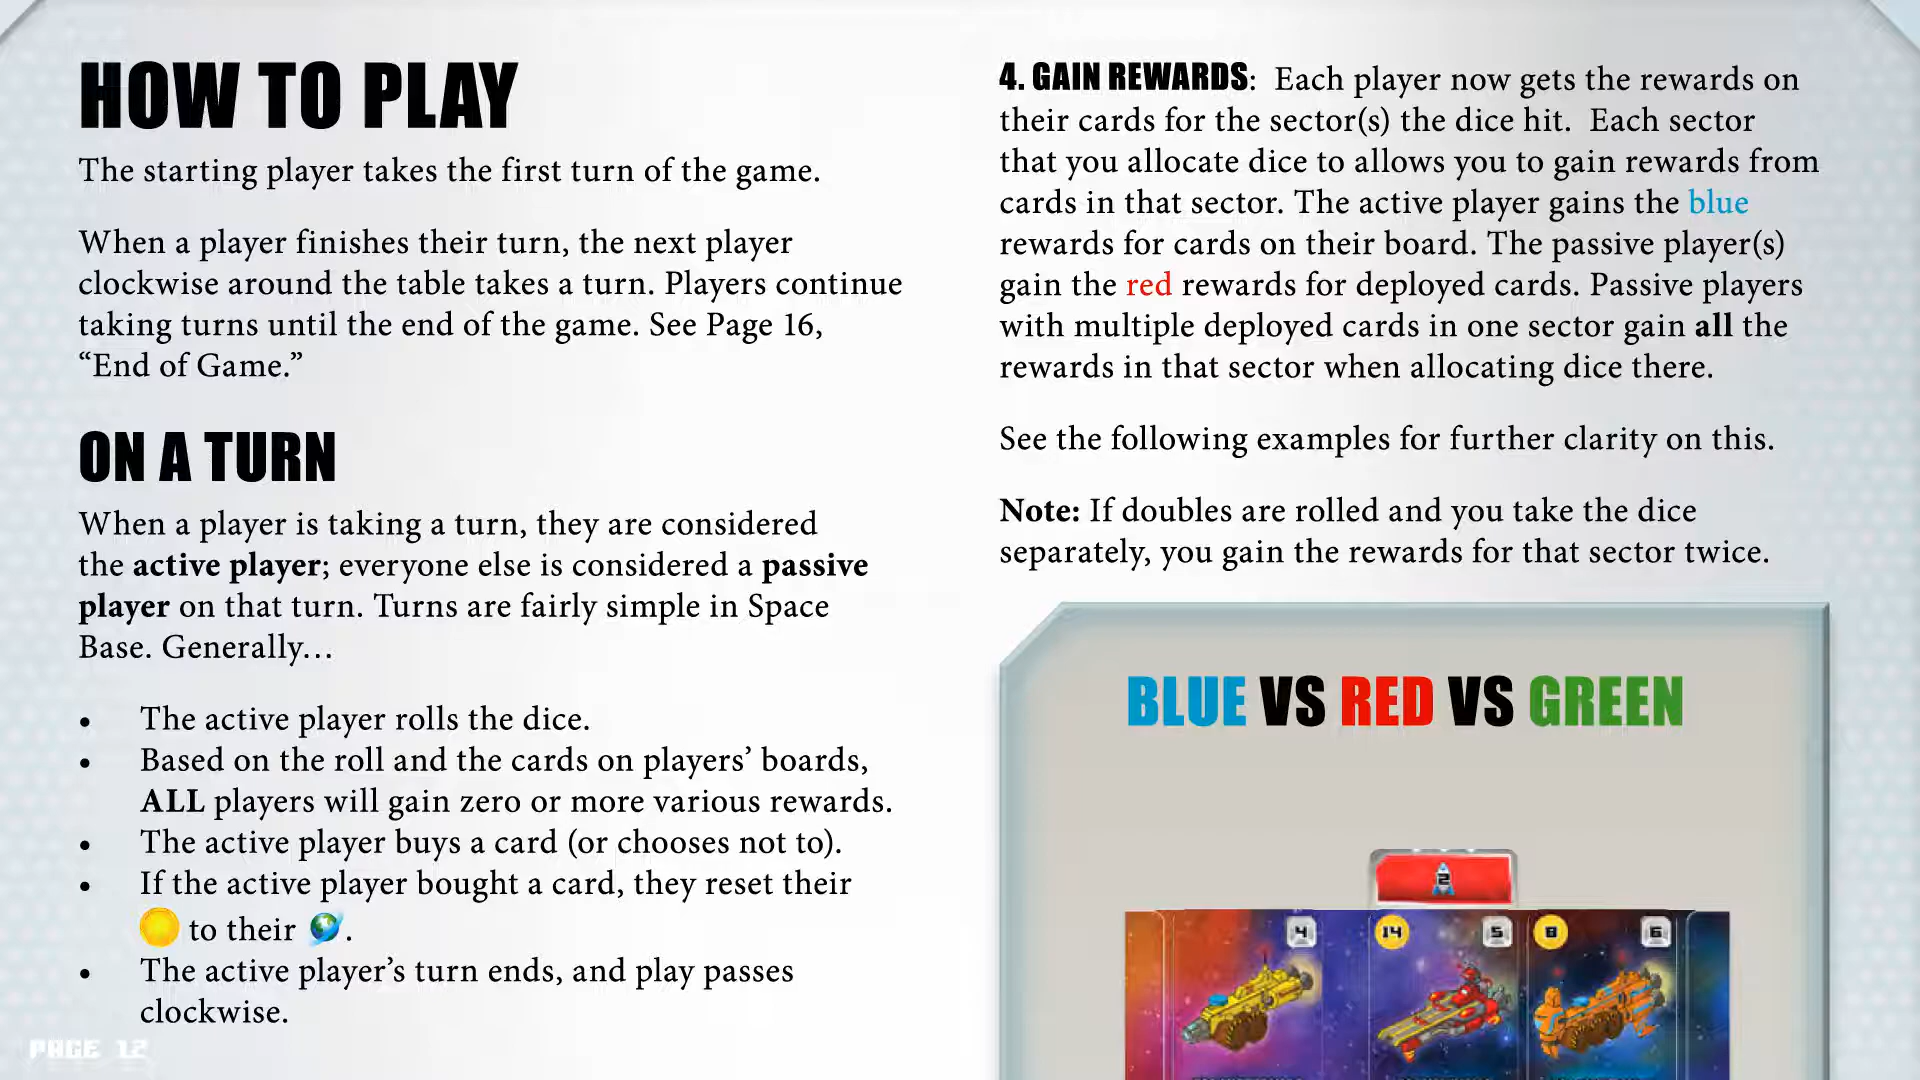 HOW TO PLAY
The starting player takes the first turn of the game.
When a player finishes their turn, the next player
clockwise around the table takes a turn. Players continue
taking turns until the end of the game. See Page 16,
“End of Game.”
ON A TURN
When a player is taking a turn, they are considered
the active player; everyone else is considered a passive
player on that turn. Turns are fairly simple in Space
Base. Generally…
• The active player rolls the dice.
• Based on the roll and the cards on players’ boards,
ALL players will gain zero or more various rewards.
• The active player buys a card (or chooses not to).
• If the active player bought a card, they reset their
to their .
• The active player’s turn ends, and play passes
clockwise.
PAGE 12
4. GAIN REWARDS: Each player now gets the rewards on
their cards for the sector(s) the dice hit. Each sector
that you allocate dice to allows you to gain rewards from
cards in that sector. The active player gains the blue
rewards for cards on their board. The passive player(s)
gain the red rewards for deployed cards. Passive players
with multiple deployed cards in one sector gain all the
rewards in that sector when allocating dice there.
See the following examples for further clarity on this.
Note: If doubles are rolled and you take the dice
separately, you gain the rewards for that sector twice.
BLUE VS RED VS GREEN
2
4 14 5 8 6